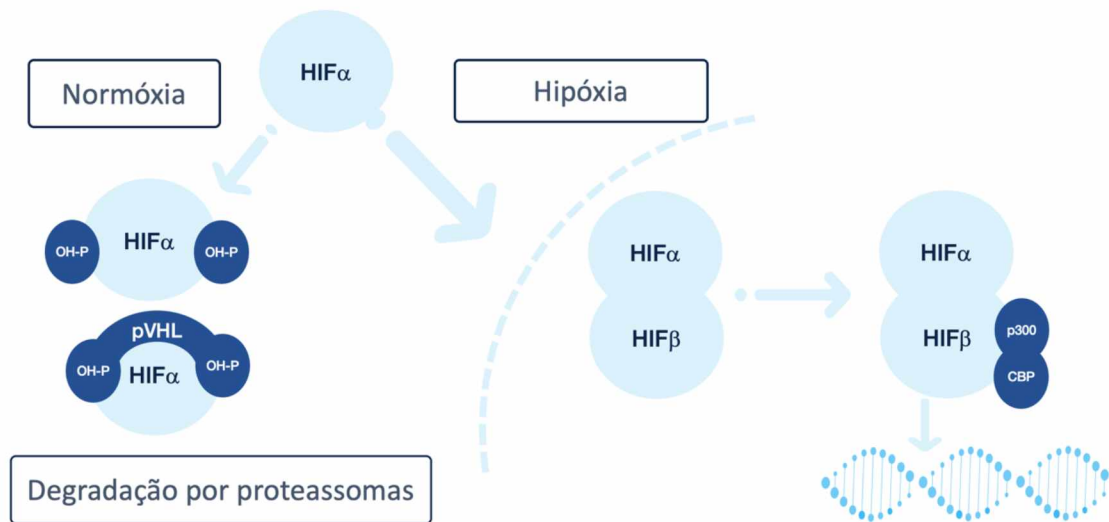 HIFα
Normóxia
Hipóxia
OH-P
HIFα
OH-P
pVHL
OH-P
HIFα
OH-P
Degradação por proteassomas
HIFα
HIFβ
HIFα
HIFβ
p300
CBP